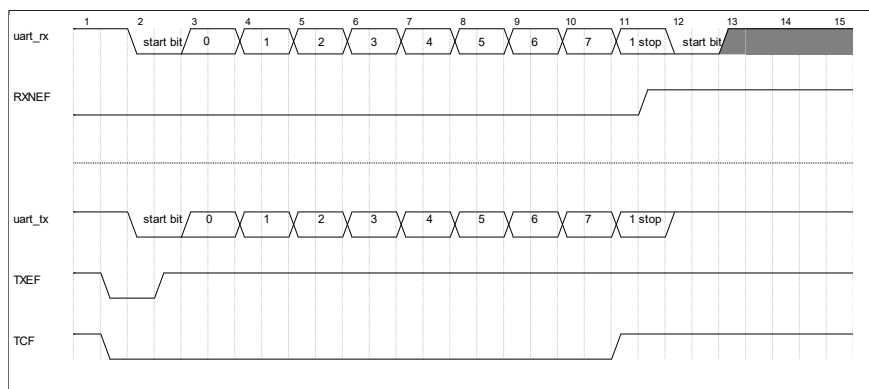 1 2 3 4 5 6 7 8 9 10 11 12 13 14 15
uart_rx start bit 0 1 2 3 4 5 6 7 1 stop start bit
RXNEF
uart_tx start bit 0 1 2 3 4 5 6 7 1 stop
TXEF
TCF